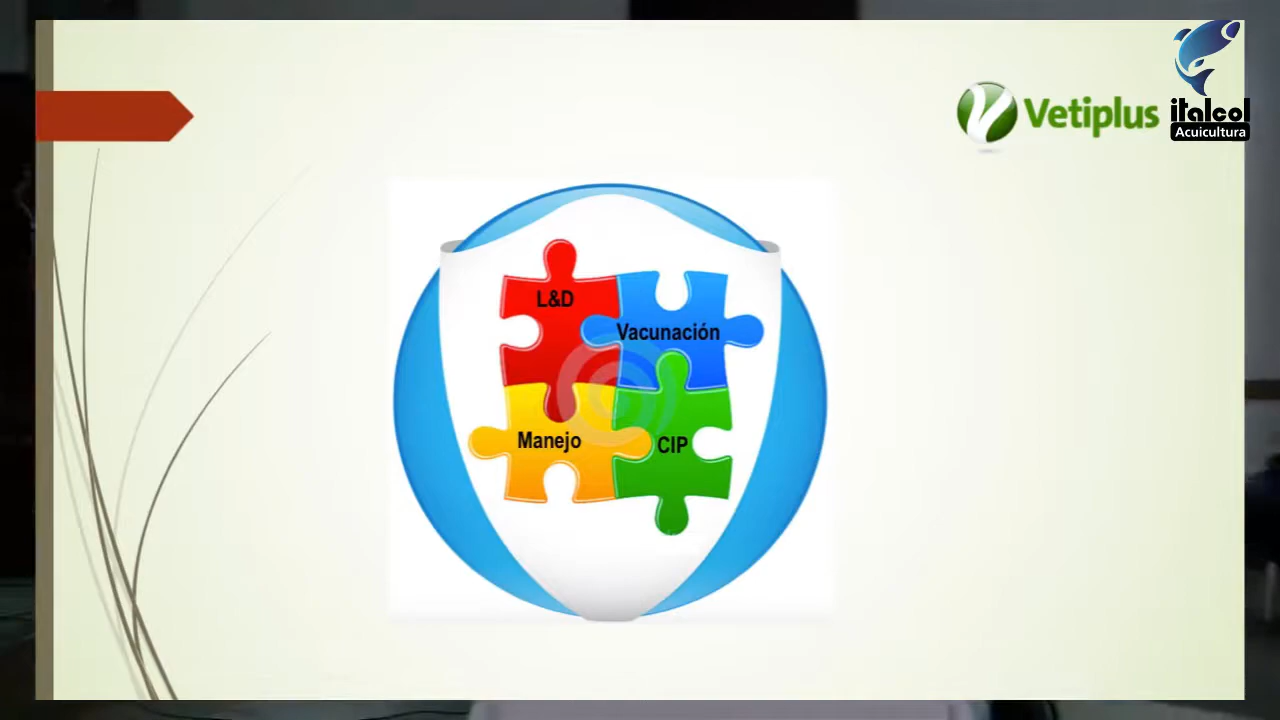 Vetiplus
italcol
Acuicultura
L&D
Vacunación
Manejo
CIP